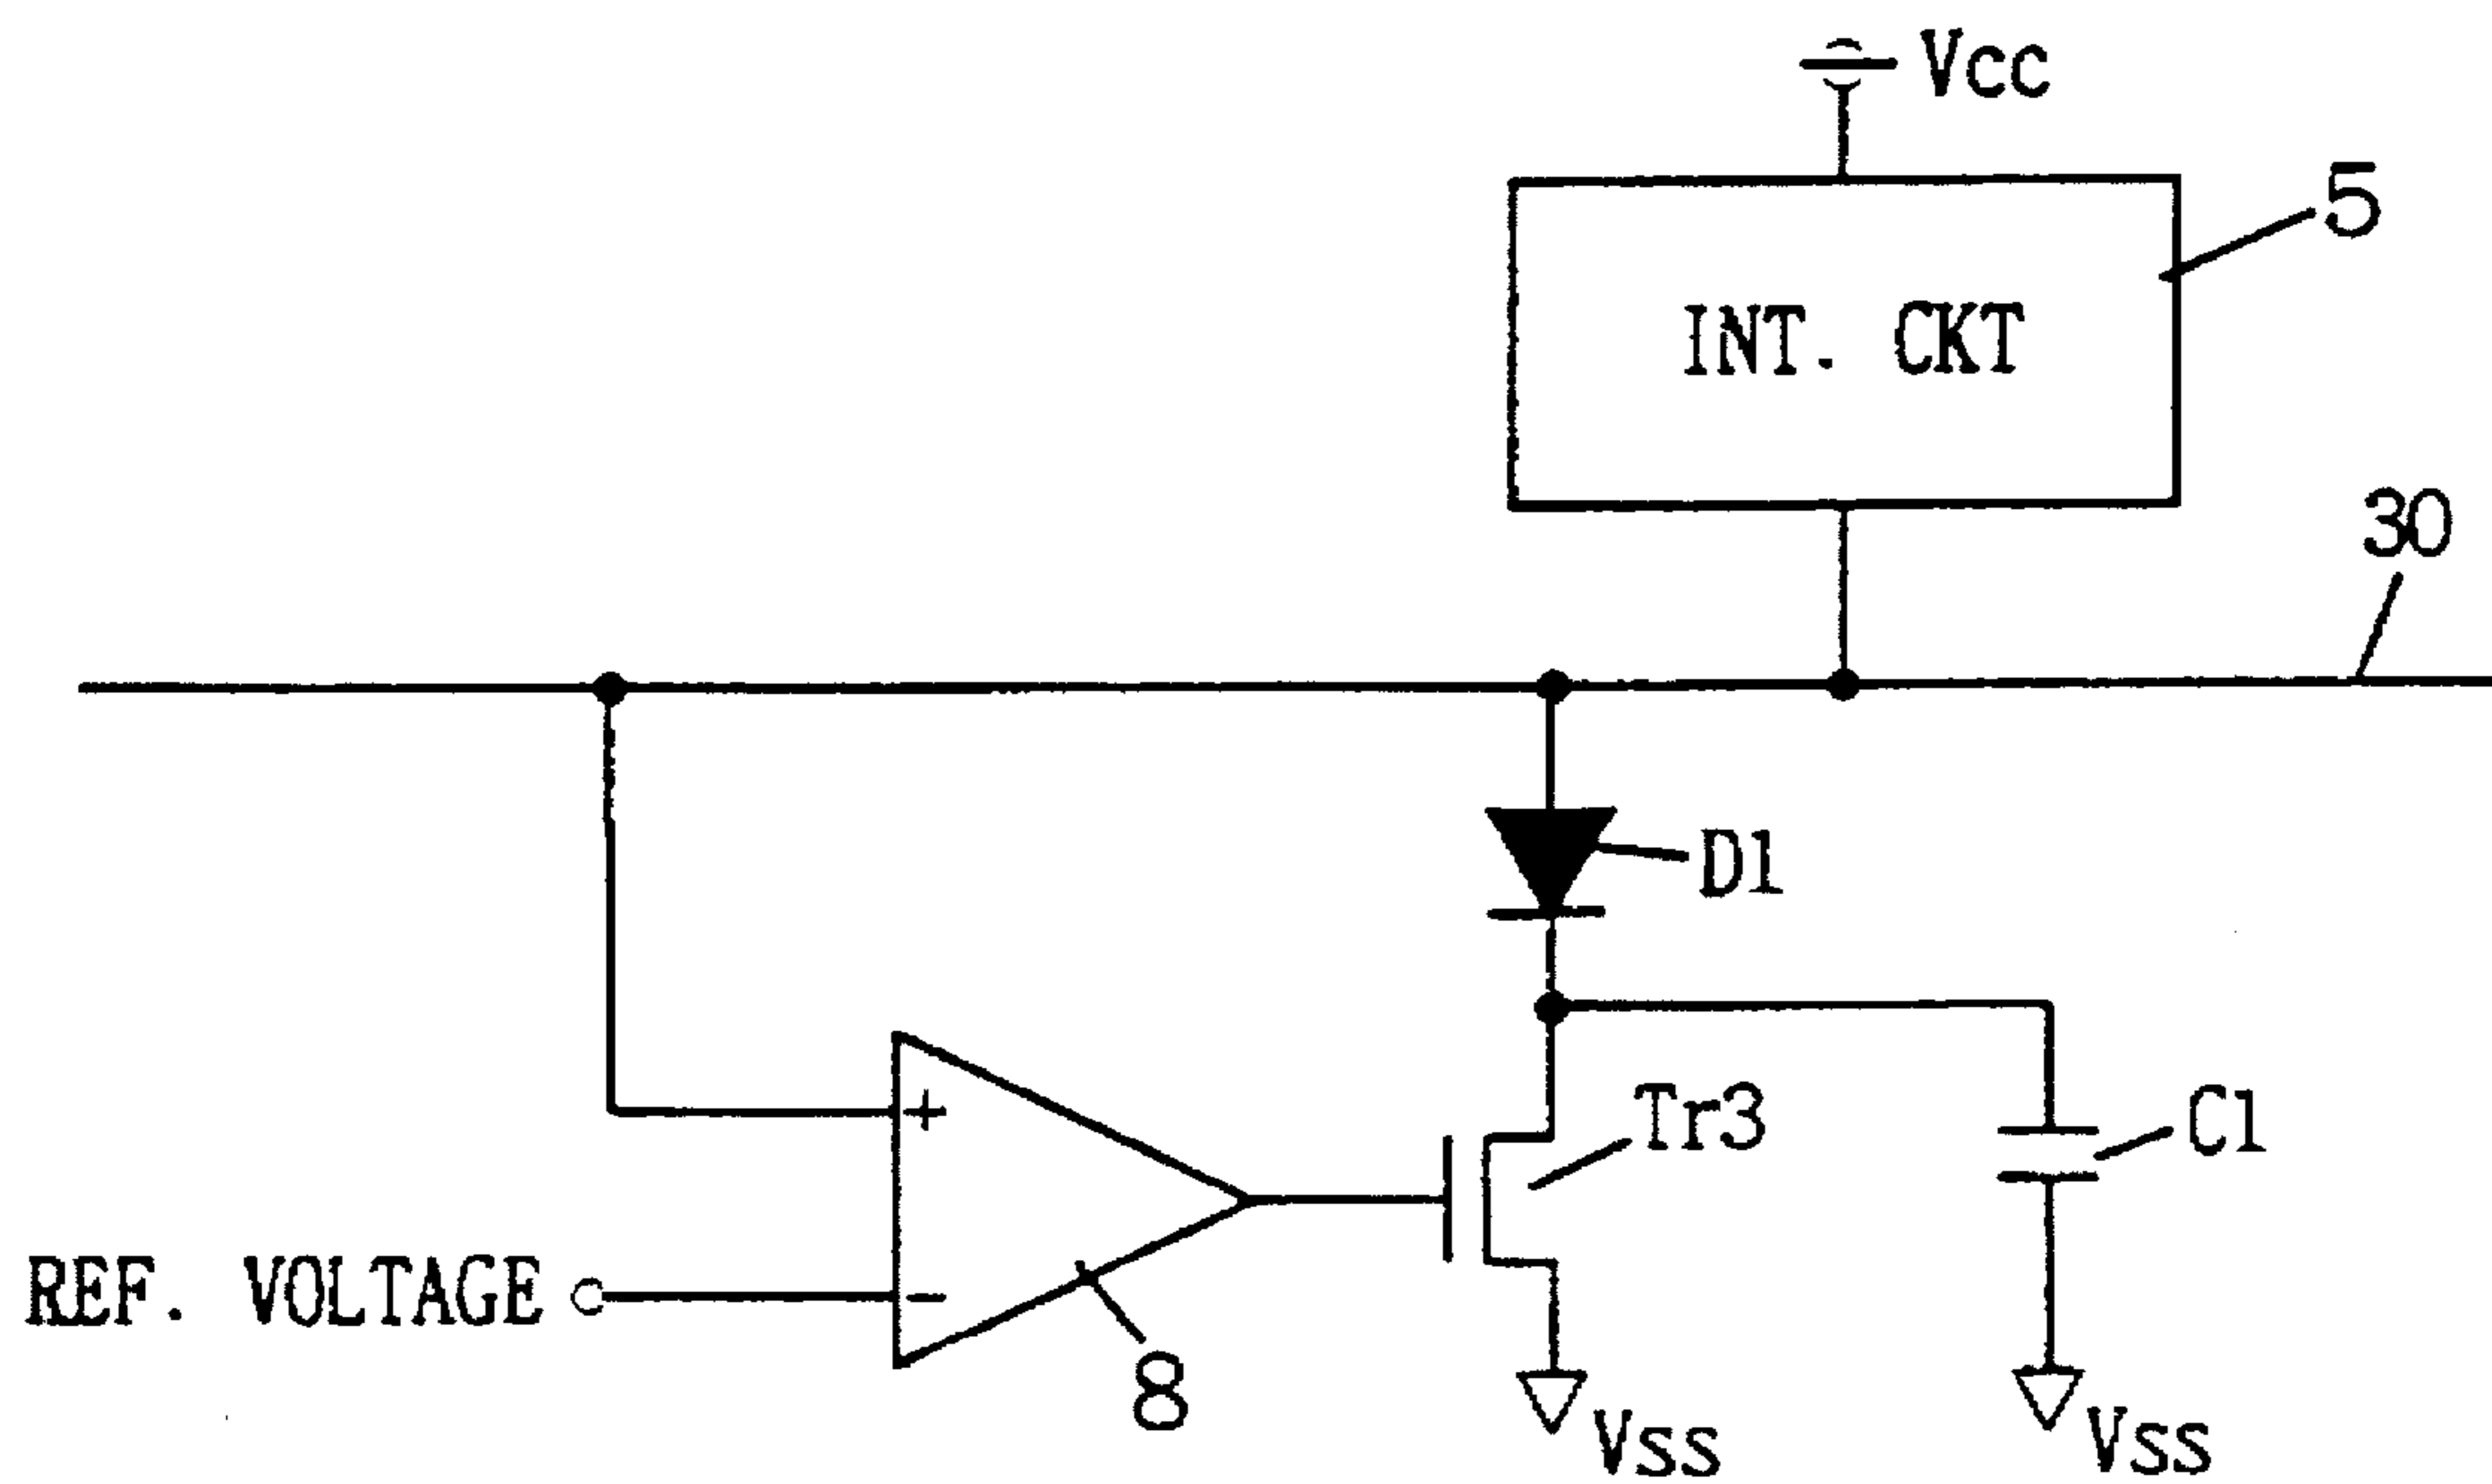 Vcc
5
INT. CKT
30
D1
+
Tr3
C1
REF. VOLTAGE
−
8
Vss
Vss